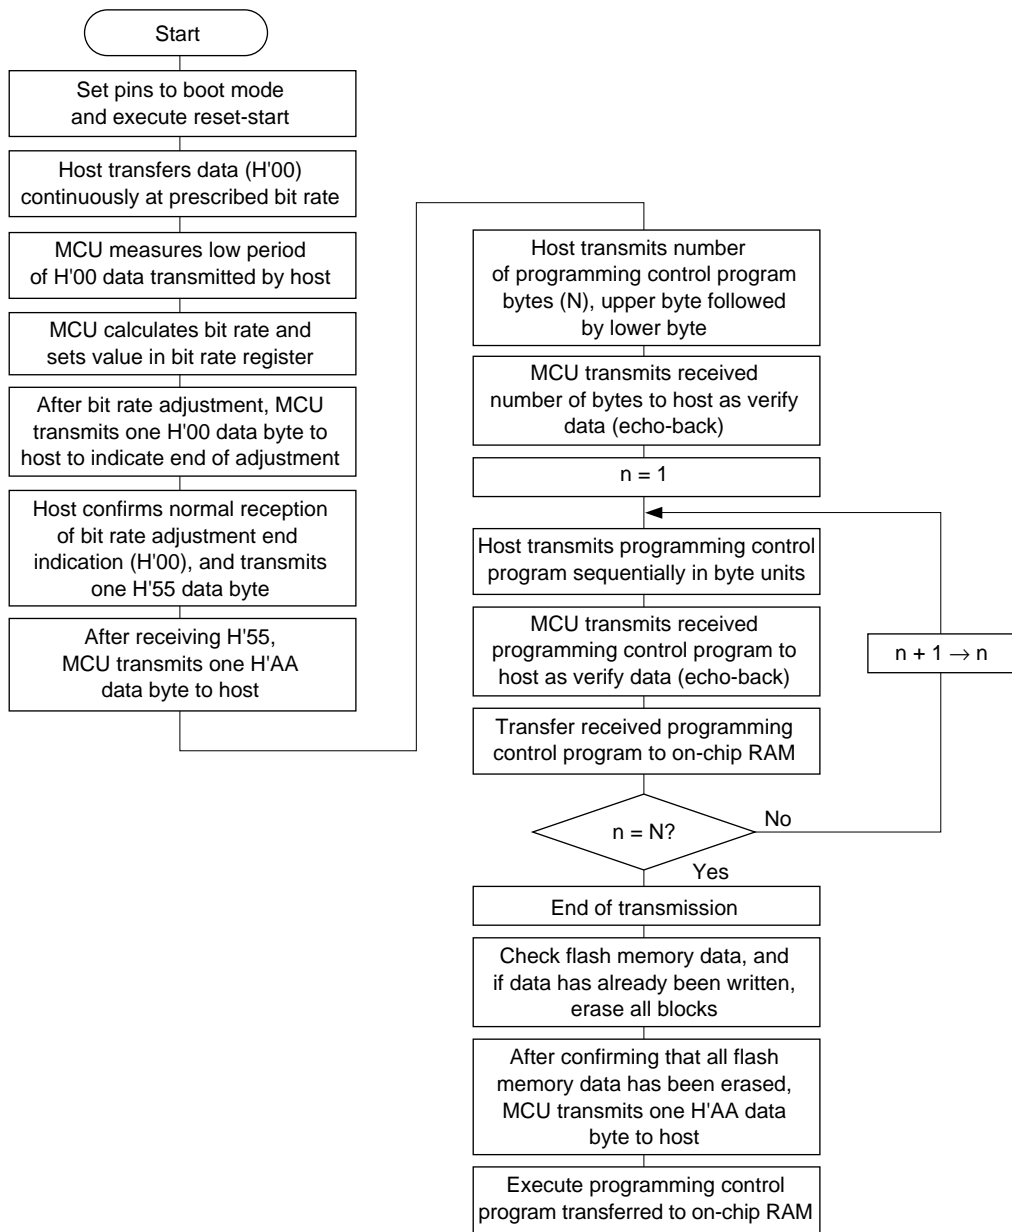 Start
Set pins to boot mode
and execute reset-start
Host transfers data (H'00)
continuously at prescribed bit rate
MCU measures low period
of H'00 data transmitted by host
MCU calculates bit rate and
sets value in bit rate register
After bit rate adjustment, MCU
transmits one H'00 data byte to
host to indicate end of adjustment
Host confirms normal reception
of bit rate adjustment end
indication (H'00), and transmits
one H'55 data byte
After receiving H'55,
MCU transmits one H'AA
data byte to host
Host transmits number
of programming control program
bytes (N), upper byte followed
by lower byte
MCU transmits received
number of bytes to host as verify
data (echo-back)
n = 1
Host transmits programming control
program sequentially in byte units
MCU transmits received
programming control program to
host as verify data (echo-back)
n + 1 → n
Transfer received programming
control program to on-chip RAM
n = N?
No
Yes
End of transmission
Check flash memory data, and
if data has already been written,
erase all blocks
After confirming that all flash
memory data has been erased,
MCU transmits one H'AA data
byte to host
Execute programming control
program transferred to on-chip RAM